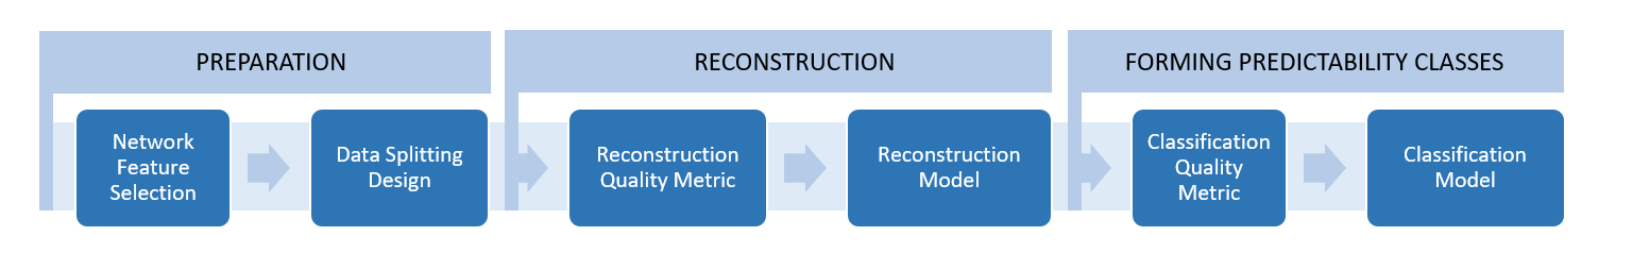 PREPARATION
RECONSTRUCTION
FORMING PREDICTABILITY CLASSES
Network
Feature
Selection
Data Splitting
Design
Reconstruction
Quality Metric
Reconstruction
Model
Classification
Quality
Metric
Classification
Model